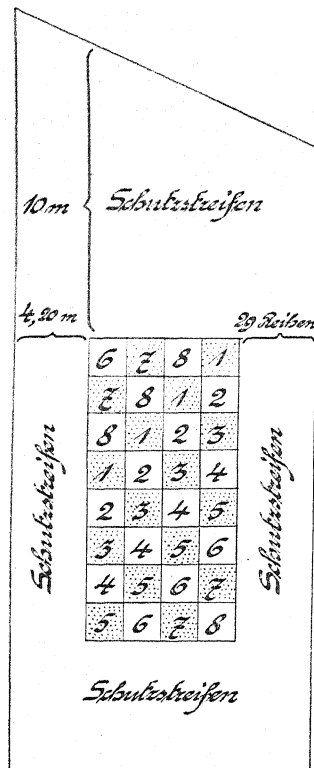 10 m Schutzstreifen
4,20 m 29 Reihen
6 7 8 1
7 8 1 2
8 1 2 3
1 2 3 4
2 3 4 5
3 4 5 6
4 5 6 7
5 6 7 8
Schutzstreifen
Schutzstreifen
Schutzstreifen